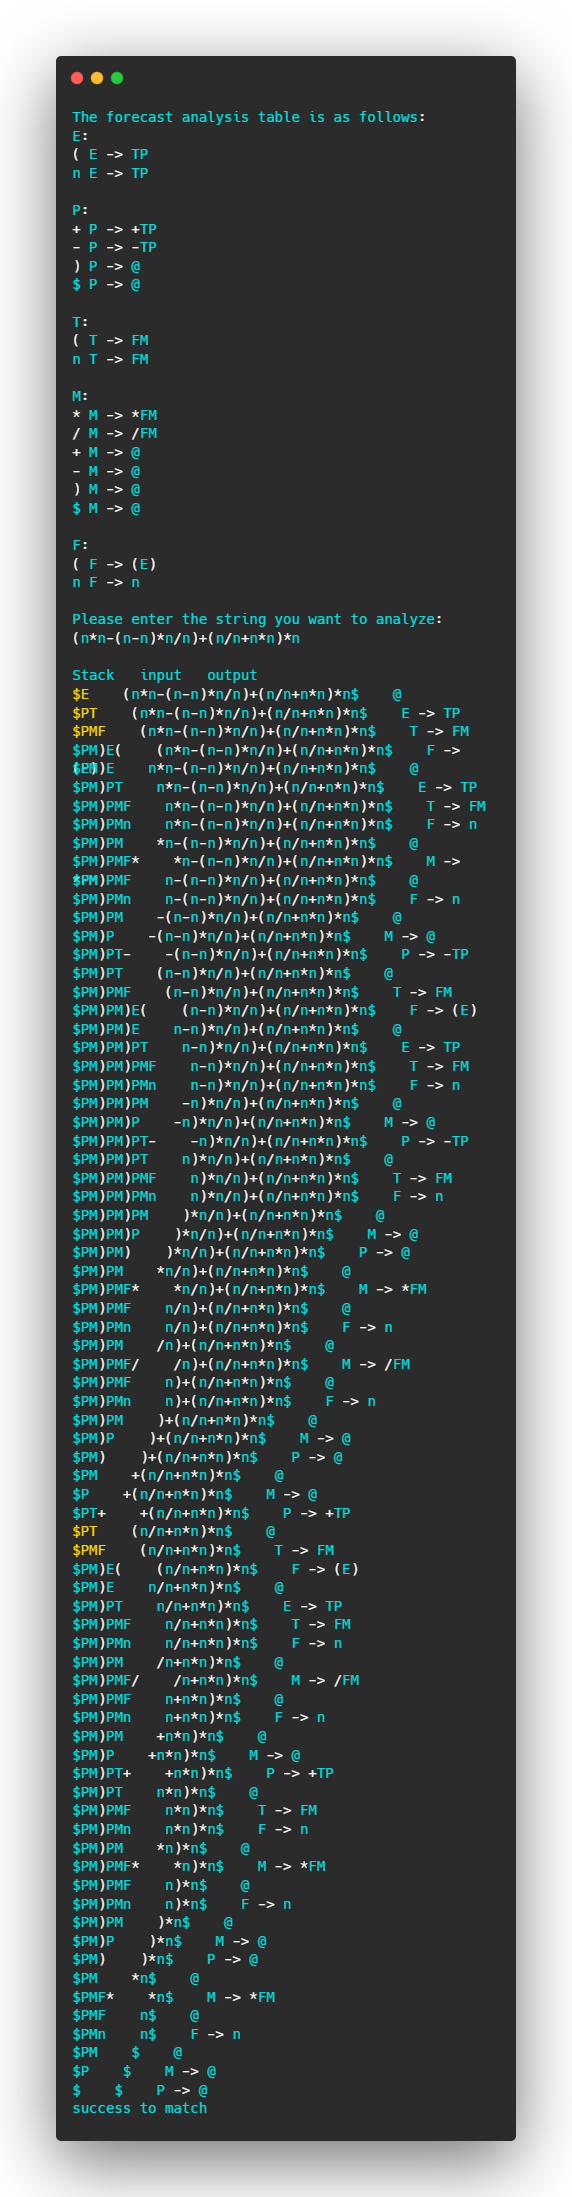 The forecast analysis table is as follows:
E:
( E -> TP
n E -> TP
P:
+ P -> +TP
- P -> -TP
) P -> @
$ P -> @
T:
( T -> FM
n T -> FM
M:
* M -> *FM
/ M -> /FM
+ M -> @
- M -> @
) M -> @
$ M -> @
F:
( F -> (E)
n F -> n
Please enter the string you want to analyze:
(n*n-(n-n)*n/n)+(n/n+n*n)*n
Stack   input   output
$E    (n*n-(n-n)*n/n)+(n/n+n*n)*n$    @
$PT    (n*n-(n-n)*n/n)+(n/n+n*n)*n$    E -> TP
$PMF    (n*n-(n-n)*n/n)+(n/n+n*n)*n$    T -> FM
$PM)E(    (n*n-(n-n)*n/n)+(n/n+n*n)*n$    F ->
$PM)E    n*n-(n-n)*n/n)+(n/n+n*n)*n$    @
$PM)PT    n*n-(n-n)*n/n)+(n/n+n*n)*n$    E -> TP
$PM)PMF    n*n-(n-n)*n/n)+(n/n+n*n)*n$    T -> FM
$PM)PMn    n*n-(n-n)*n/n)+(n/n+n*n)*n$    F -> n
$PM)PM    *n-(n-n)*n/n)+(n/n+n*n)*n$    @
$PM)PMF*    *n-(n-n)*n/n)+(n/n+n*n)*n$    M ->
$PM)PMF    n-(n-n)*n/n)+(n/n+n*n)*n$    @
$PM)PMn    n-(n-n)*n/n)+(n/n+n*n)*n$    F -> n
$PM)PM    -(n-n)*n/n)+(n/n+n*n)*n$    @
$PM)P    -(n-n)*n/n)+(n/n+n*n)*n$    M -> @
$PM)PT-    -(n-n)*n/n)+(n/n+n*n)*n$    P -> -TP
$PM)PT    (n-n)*n/n)+(n/n+n*n)*n$    @
$PM)PMF    (n-n)*n/n)+(n/n+n*n)*n$    T -> FM
$PM)PM)E(    (n-n)*n/n)+(n/n+n*n)*n$    F -> (E)
$PM)PM)E    n-n)*n/n)+(n/n+n*n)*n$    @
$PM)PM)PT    n-n)*n/n)+(n/n+n*n)*n$    E -> TP
$PM)PM)PMF    n-n)*n/n)+(n/n+n*n)*n$    T -> FM
$PM)PM)PMn    n-n)*n/n)+(n/n+n*n)*n$    F -> n
$PM)PM)PM    -n)*n/n)+(n/n+n*n)*n$    @
$PM)PM)P    -n)*n/n)+(n/n+n*n)*n$    M -> @
$PM)PM)PT-    -n)*n/n)+(n/n+n*n)*n$    P -> -TP
$PM)PM)PT    n)*n/n)+(n/n+n*n)*n$    @
$PM)PM)PMF    n)*n/n)+(n/n+n*n)*n$    T -> FM
$PM)PM)PMn    n)*n/n)+(n/n+n*n)*n$    F -> n
$PM)PM)PM    )*n/n)+(n/n+n*n)*n$    @
$PM)PM)P    )*n/n)+(n/n+n*n)*n$    M -> @
$PM)PM)    )*n/n)+(n/n+n*n)*n$    P -> @
$PM)PM    *n/n)+(n/n+n*n)*n$    @
$PM)PMF*    *n/n)+(n/n+n*n)*n$    M -> *FM
$PM)PMF    n/n)+(n/n+n*n)*n$    @
$PM)PMn    n/n)+(n/n+n*n)*n$    F -> n
$PM)PM    /n)+(n/n+n*n)*n$    @
$PM)PMF/    /n)+(n/n+n*n)*n$    M -> /FM
$PM)PMF    n)+(n/n+n*n)*n$    @
$PM)PMn    n)+(n/n+n*n)*n$    F -> n
$PM)PM    )+(n/n+n*n)*n$    @
$PM)P    )+(n/n+n*n)*n$    M -> @
$PM)    )+(n/n+n*n)*n$    P -> @
$PM    +(n/n+n*n)*n$    @
$P    +(n/n+n*n)*n$    M -> @
$PT+    +(n/n+n*n)*n$    P -> +TP
$PT    (n/n+n*n)*n$    @
$PMF    (n/n+n*n)*n$    T -> FM
$PM)E(    (n/n+n*n)*n$    F -> (E)
$PM)E    n/n+n*n)*n$    @
$PM)PT    n/n+n*n)*n$    E -> TP
$PM)PMF    n/n+n*n)*n$    T -> FM
$PM)PMn    n/n+n*n)*n$    F -> n
$PM)PM    /n+n*n)*n$    @
$PM)PMF/    /n+n*n)*n$    M -> /FM
$PM)PMF    n+n*n)*n$    @
$PM)PMn    n+n*n)*n$    F -> n
$PM)PM    +n*n)*n$    @
$PM)P    +n*n)*n$    M -> @
$PM)PT+    +n*n)*n$    P -> +TP
$PM)PT    n*n)*n$    @
$PM)PMF    n*n)*n$    T -> FM
$PM)PMn    n*n)*n$    F -> n
$PM)PM    *n)*n$    @
$PM)PMF*    *n)*n$    M -> *FM
$PM)PMF    n)*n$    @
$PM)PMn    n)*n$    F -> n
$PM)PM    )*n$    @
$PM)P    )*n$    M -> @
$PM)    )*n$    P -> @
$PM    *n$    @
$PMF*    *n$    M -> *FM
$PMF    n$    @
$PMn    n$    F -> n
$PM    $    @
$P    $    M -> @
$    $    P -> @
success to match